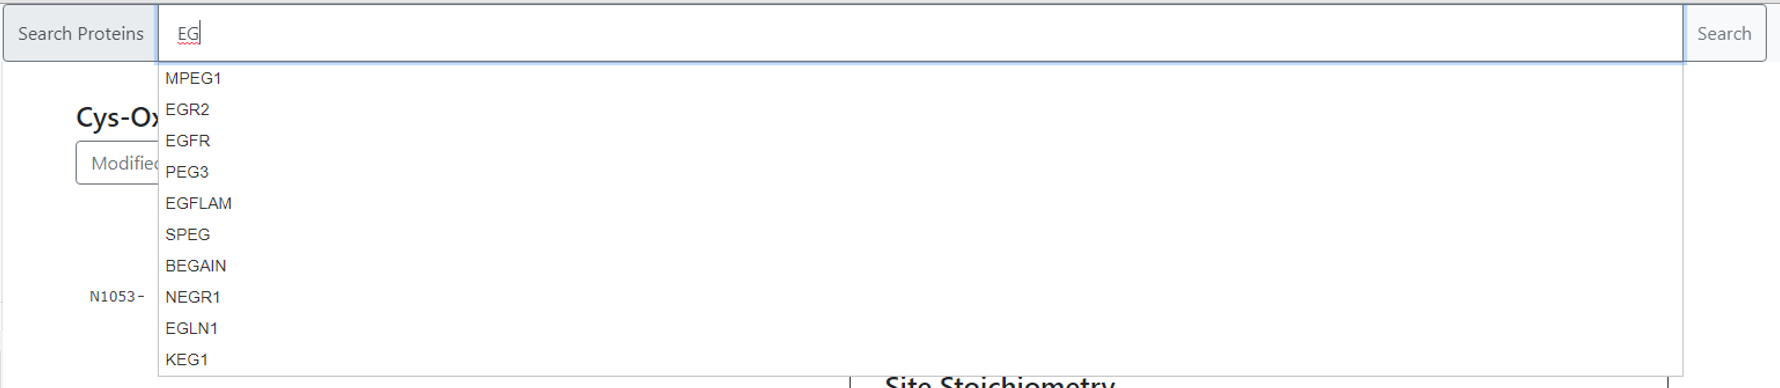 Search Proteins EG Search
MPEG1
EGR2
Cys-Ox
EGFR
Modified
PEG3
EGFLAM
SPEG
BEGAIN
N1053- NEGR1
EGLN1
KEG1
Site Stoichiometry